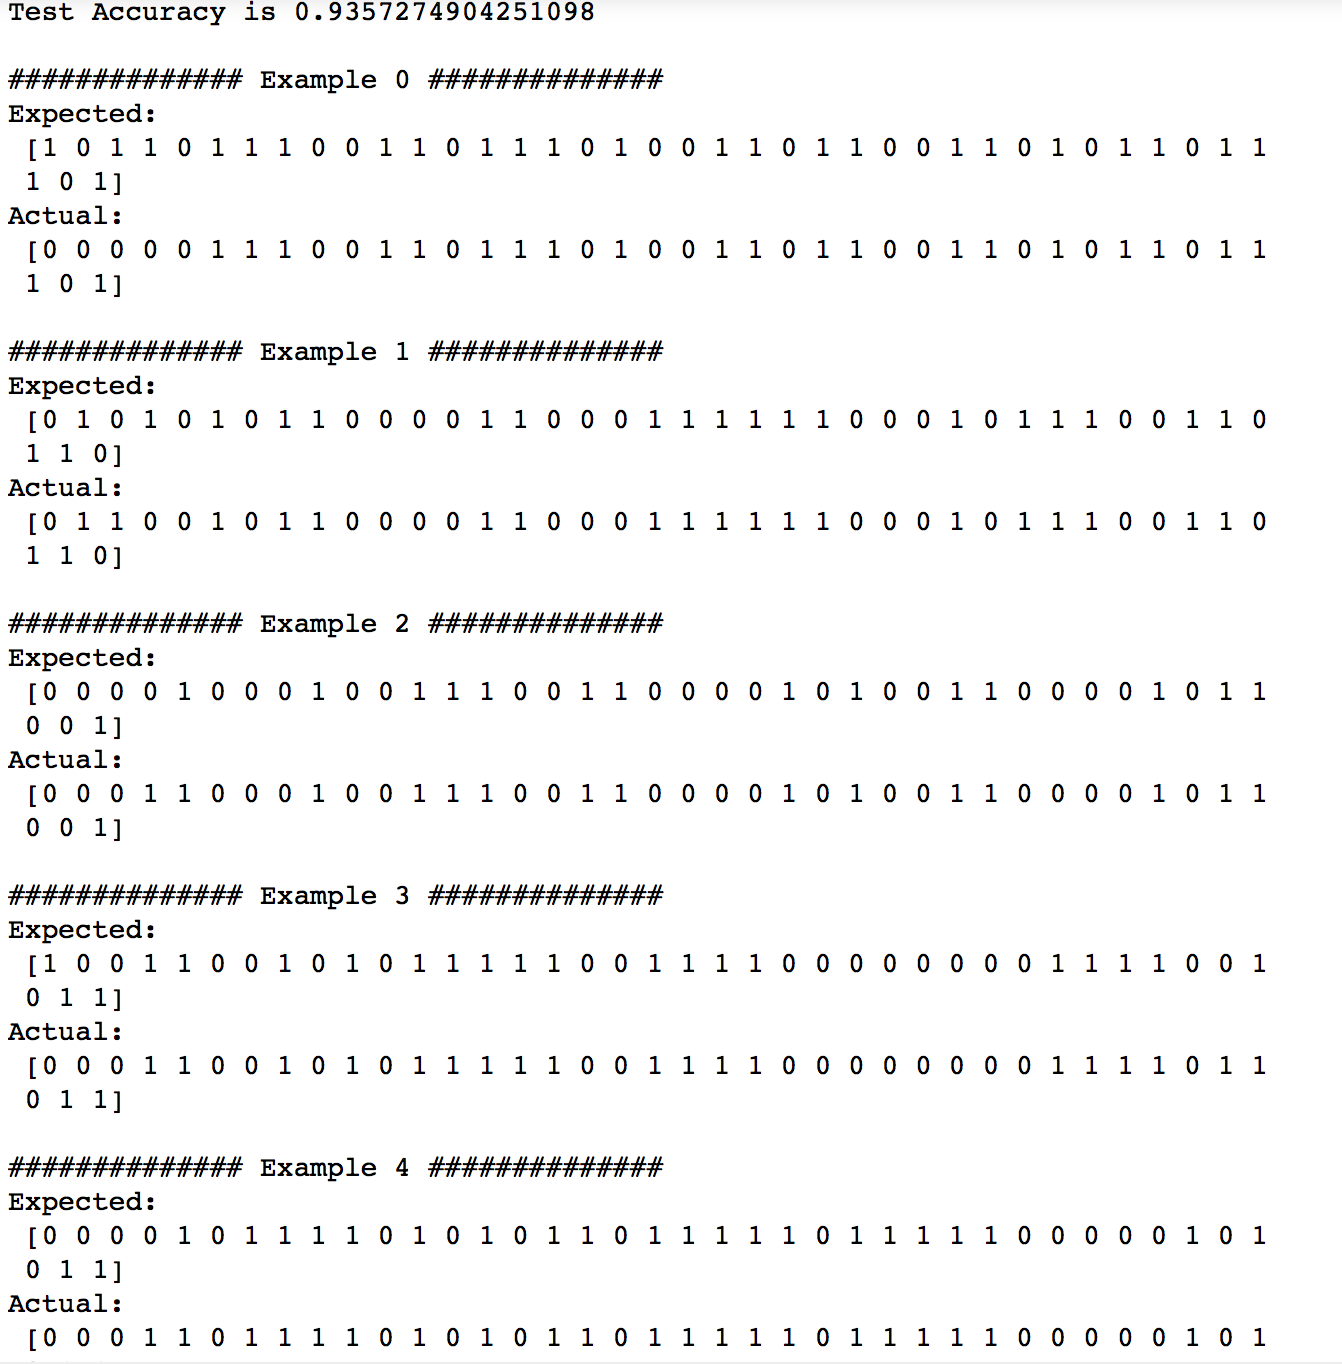 Test Accuracy is 0.9357274904251098
############## Example 0 ##############
Expected:
[1 0 1 1 0 1 1 1 0 0 1 1 0 1 1 1 0 1 0 0 1 1 0 1 1 0 0 1 1 0 1 0 1 1 0 1 1
1 0 1]
Actual:
[0 0 0 0 0 1 1 1 0 0 1 1 0 1 1 1 0 1 0 0 1 1 0 1 1 0 0 1 1 0 1 0 1 1 0 1 1
1 0 1]
############## Example 1 ##############
Expected:
[0 1 0 1 0 1 0 1 1 0 0 0 0 1 1 0 0 0 1 1 1 1 1 1 0 0 0 1 0 1 1 1 0 0 1 1 0
1 1 0]
Actual:
[0 1 1 0 0 1 0 1 1 0 0 0 0 1 1 0 0 0 1 1 1 1 1 1 0 0 0 1 0 1 1 1 0 0 1 1 0
1 1 0]
############## Example 2 ##############
Expected:
[0 0 0 0 1 0 0 0 1 0 0 1 1 1 0 0 1 1 0 0 0 0 1 0 1 0 0 1 1 0 0 0 0 1 0 1 1
0 0 1]
Actual:
[0 0 0 1 1 0 0 0 1 0 0 1 1 1 0 0 1 1 0 0 0 0 1 0 1 0 0 1 1 0 0 0 0 1 0 1 1
0 0 1]
############## Example 3 ##############
Expected:
[1 0 0 1 1 0 0 1 0 1 0 1 1 1 1 1 0 0 1 1 1 1 0 0 0 0 0 0 0 0 1 1 1 1 0 0 1
0 1 1]
Actual:
[0 0 0 1 1 0 0 1 0 1 0 1 1 1 1 1 0 0 1 1 1 1 0 0 0 0 0 0 0 0 1 1 1 1 0 1 1
0 1 1]
############## Example 4 ##############
Expected:
[0 0 0 0 1 0 1 1 1 1 0 1 0 1 0 1 1 0 1 1 1 1 1 0 1 1 1 1 1 0 0 0 0 0 1 0 1
0 1 1]
Actual:
[0 0 0 1 1 0 1 1 1 1 0 1 0 1 0 1 1 0 1 1 1 1 1 0 1 1 1 1 1 0 0 0 0 0 1 0 1